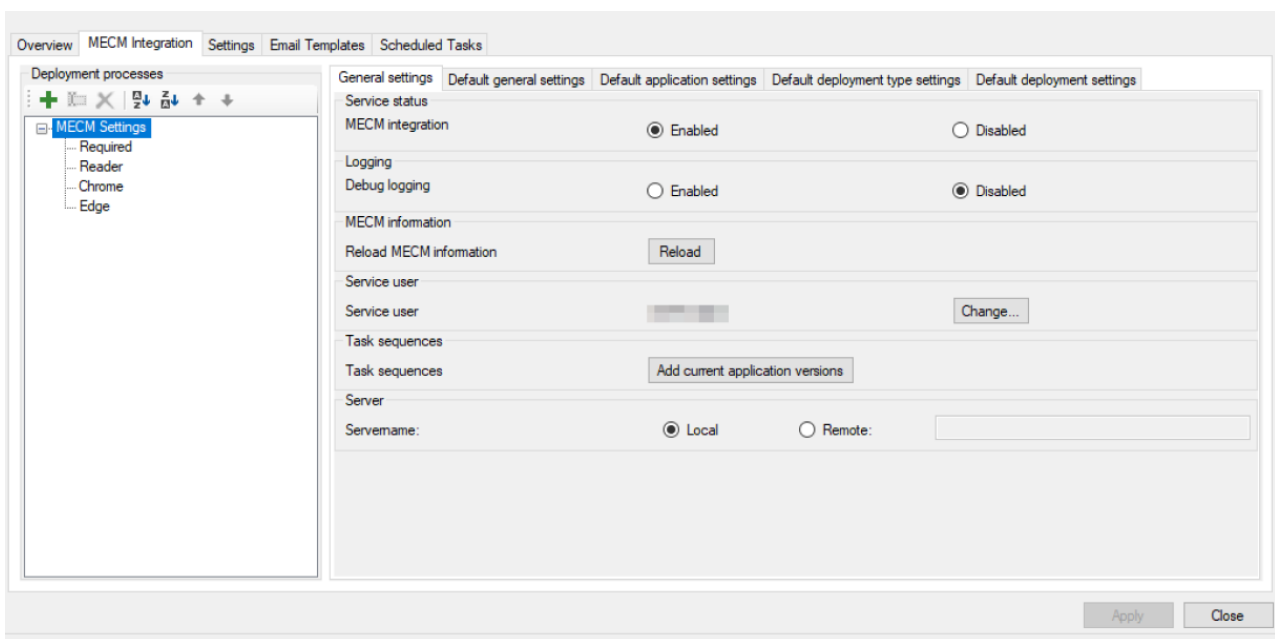 Overview MECM Integration Settings Email Templates Scheduled Tasks
Deployment processes
MECM Settings
Required
Reader
Chrome
Edge
General settings Default general settings Default application settings Default deployment type settings Default deployment settings
Service status
MECM integration Enabled Disabled
Logging
Debug logging Enabled Disabled
MECM information
Reload MECM information Reload
Service user
Service user Change...
Task sequences
Task sequences Add current application versions
Server
Servername: Local Remote:
Apply Close